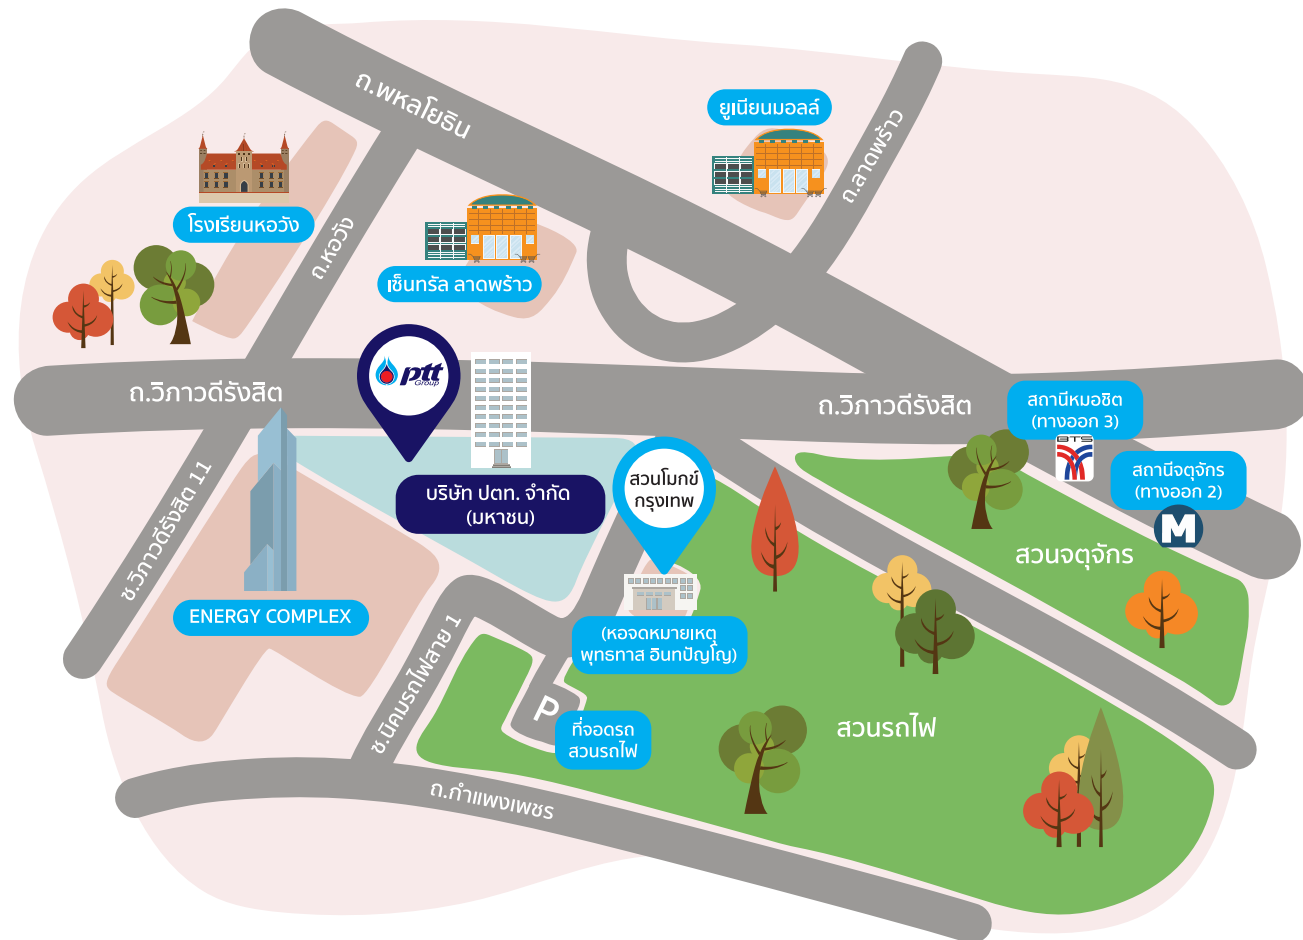 ถ.พหลโยธิน
ยูเนียนมอลล์
ถ.ลาดพร้าว
โรงเรียนหอวัง
ถ.หอวัง
เซ็นทรัล ลาดพร้าว
ptt
Group
ถ.วิภาวดีรังสิต
ถ.วิภาวดีรังสิต
สถานีหมอชิต
(ทางออก 3)
BTS
สถานีจตุจักร
(ทางออก 2)
M
สวนโมกข์
กรุงเทพ
บริษัท ปตท. จำกัด
(มหาชน)
ซ.วิภาวดีรังสิต 11
สวนจตุจักร
ENERGY COMPLEX
(หอจดหมายเหตุ
พุทธทาส อินทปัญโญ)
ซ.นิคมรถไฟสาย 1
P
ที่จอดรถ
สวนรถไฟ
สวนรถไฟ
ถ.กำแพงเพชร